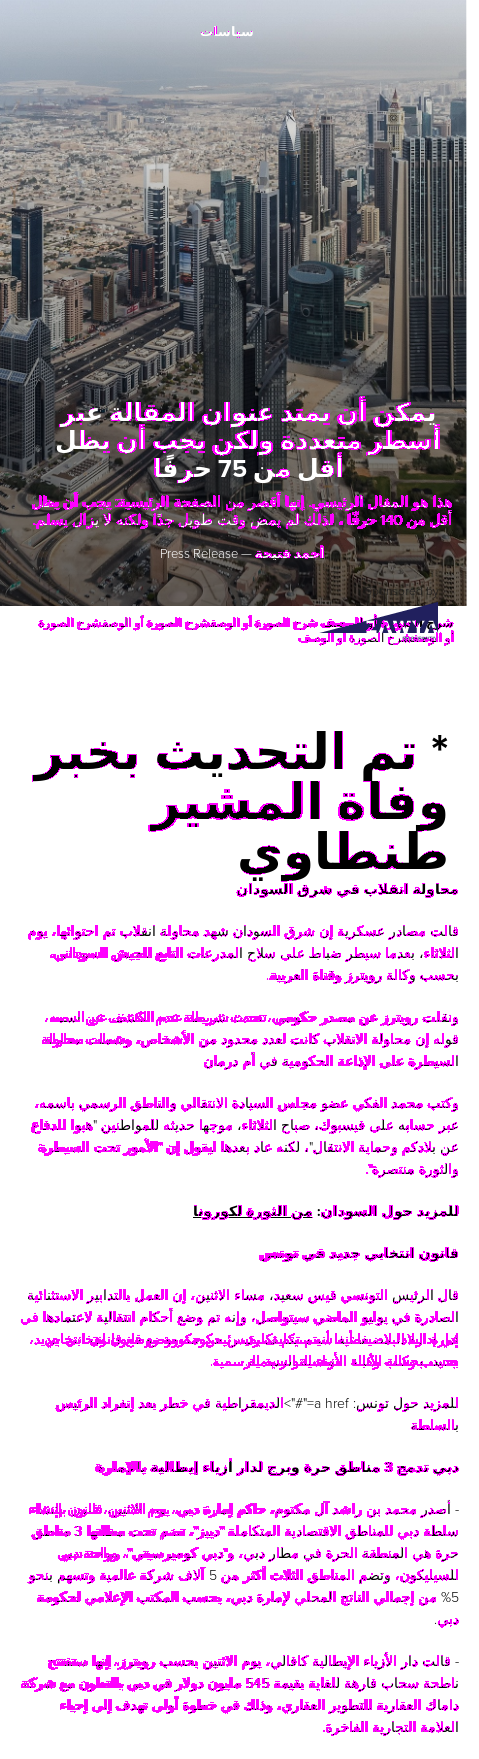 سياسات
يمكن أن يمتد عنوان المقالة عبر
أسطر متعددة ولكن يجب أن يظل
أقل من 75 حرفًا
هذا هو المقال الرئيسي. إنها أقصر من الصفحة الرئيسية. يجب أن يظل
أقل من 140 حرفًا . لذلك لم يمض وقت طويل جدًا ولكنه لا يزال يسلم.
أحمد فتيحة — Press Release
شرح الصورة أو الوصف شرح الصورة أو الوصفشرح الصورة أو الوصفشرح الصورة
أو الوصفشرح الصورة أو الوصف
* تم التحديث بخبر
وفاة المشير
طنطاوي
محاولة انقلاب في شرق السودان
قالت مصادر عسكرية إن شرق السودان شهد محاولة انقلاب تم احتوائها، يوم
الثلاثاء، بعدما سيطر ضباط على سلاح المدرعات التابع للجيش السوداني،
بحسب وكالة رويترز وقناة العربية.
ونقلت رويترز عن مصدر حكومي، تحدث شريطة عدم الكشف عن اسمه،
قوله إن محاولة الانقلاب كانت لعدد محدود من الأشخاص، وشملت محاولة
السيطرة على الإذاعة الحكومية في أم درمان
وكتب محمد الفكي عضو مجلس السيادة الانتقالي والناطق الرسمي باسمه،
عبر حسابه على فيسبوك، صباح الثلاثاء، موجها حديثه للمواطنين "هبوا للدفاع
عن بلادكم وحماية الانتقال"، لكنه عاد بعدها ليقول إن "الأمور تحت السيطرة
والثورة منتصرة".
للمزيد حول السودان: من الثورة لكورونا
قانون انتخابي جديد في تونس
قال الرئيس التونسي قيس سعيد، مساء الاثنين، إن العمل بالتدابير الاستثنائية
الصادرة في يوليو الماضي سيتواصل، وإنه تم وضع أحكام انتقالية لاعتمادها في
للمزيد حول تونس: a href="#">الديمقراطية في خطر بعد إنفراد الرئيس
بالسلطة
دبي تدمج 3 مناطق حرة وبرج لدار أزياء إيطالية بالإمارة
- أصدر محمد بن راشد آل مكتوم، حاكم إمارة دبي، يوم الاثنين، قانون بإنشاء
سلطة دبي للمناطق الاقتصادية المتكاملة "دييز"، تضم تحت مظلتها 3 مناطق
حرة هي المنطقة الحرة في مطار دبي، و"دبي كوميرسيتي"، وواحة دبي
للسيليكون، وتضم المناطق الثلاث أكثر من 5 آلاف شركة عالمية وتسهم بنحو
5% من إجمالي الناتج المحلي لإمارة دبي، بحسب المكتب الإعلامي لحكومة
دبي.
- قالت دار الأزياء الإيطالية كافالي، يوم الاثنين بحسب رويترز، إنها ستفتتح
ناطحة سحاب فارهة للغاية بقيمة 545 مليون دولار في دبي بالتعاون مع شركة
داماك العقارية للتطوير العقاري، وذلك في خطوة أولى تهدف إلى إحياء
العلامة التجارية الفاخرة.